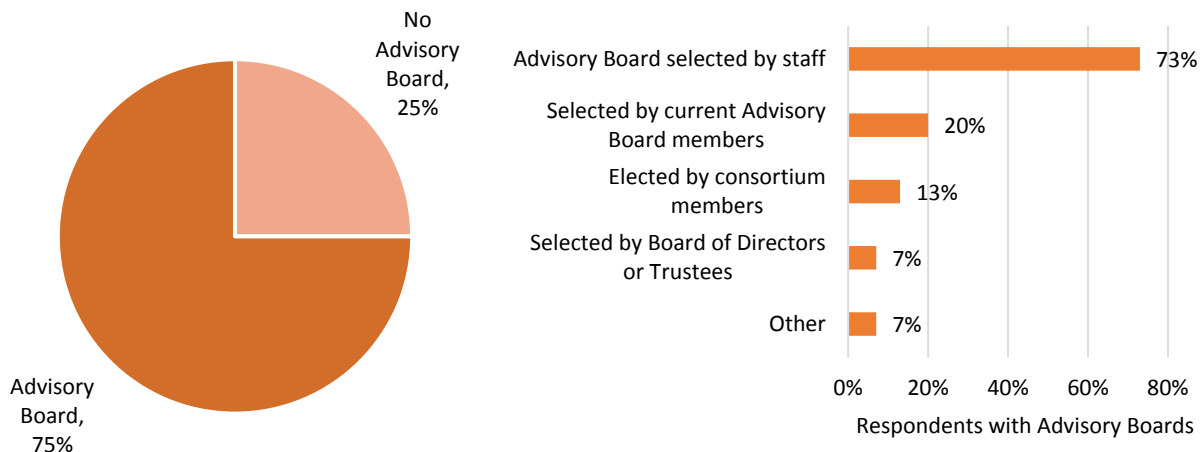 No
Advisory
Board,
25%
Advisory
Board,
75%
Advisory Board selected by staff
73%
Selected by current Advisory
Board members
20%
Elected by consortium
members
13%
Selected by Board of Directors
or Trustees
7%
Other
7%
0% 20% 40% 60% 80%
Respondents with Advisory Boards